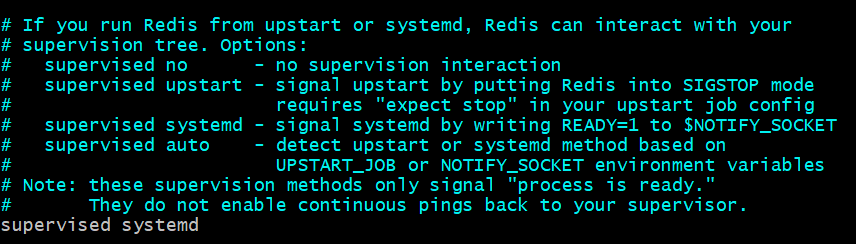 # If you run Redis from upstart or systemd, Redis can interact with your
# supervision tree. Options:
#   supervised no      - no supervision interaction
#   supervised upstart - signal upstart by putting Redis into SIGSTOP mode
#                        requires "expect stop" in your upstart job config
#   supervised systemd - signal systemd by writing READY=1 to $NOTIFY_SOCKET
#   supervised auto    - detect upstart or systemd method based on
#                        UPSTART_JOB or NOTIFY_SOCKET environment variables
# Note: these supervision methods only signal "process is ready."
#       They do not enable continuous pings back to your supervisor.
supervised systemd